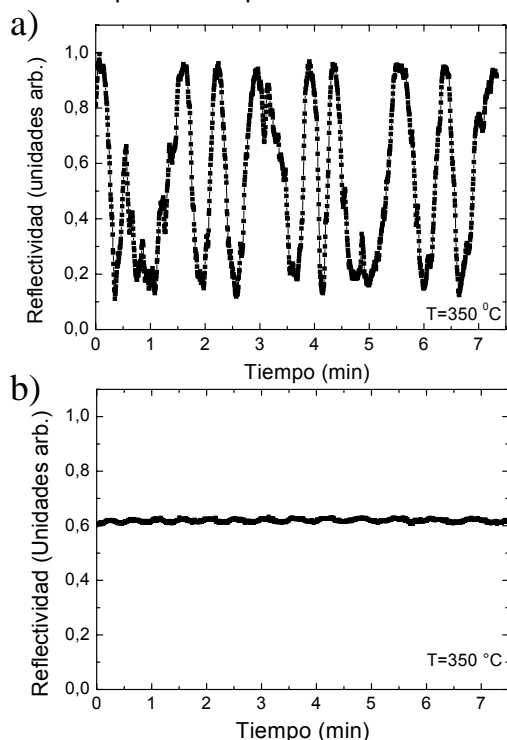 a)
Reflectividad (unidades arb.)
1,0
0,8
0,6
0,4
0,2
0,0
T=350 ⁰C
0 1 2 3 4 5 6 7
Tiempo (min)
b)
Reflectividad (Unidades arb.)
1,0
0,8
0,6
0,4
0,2
0,0
T=350 °C
0 1 2 3 4 5 6 7
Tiempo (min)